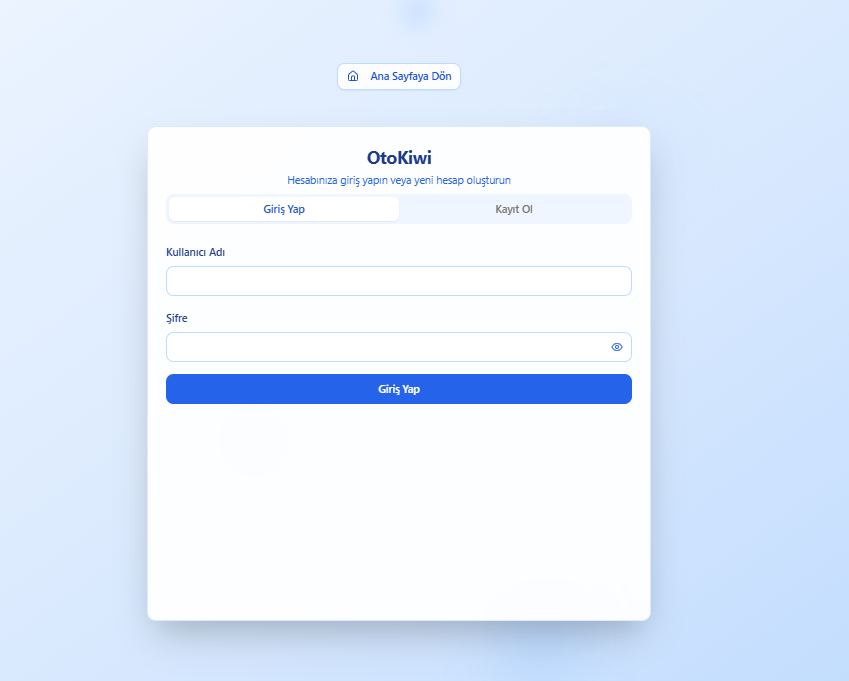 Ana Sayfaya Dön
OtoKiwi
Hesabınıza giriş yapın veya yeni hesap oluşturun
Giriş Yap
Kayıt Ol
Kullanıcı Adı
Şifre
Giriş Yap